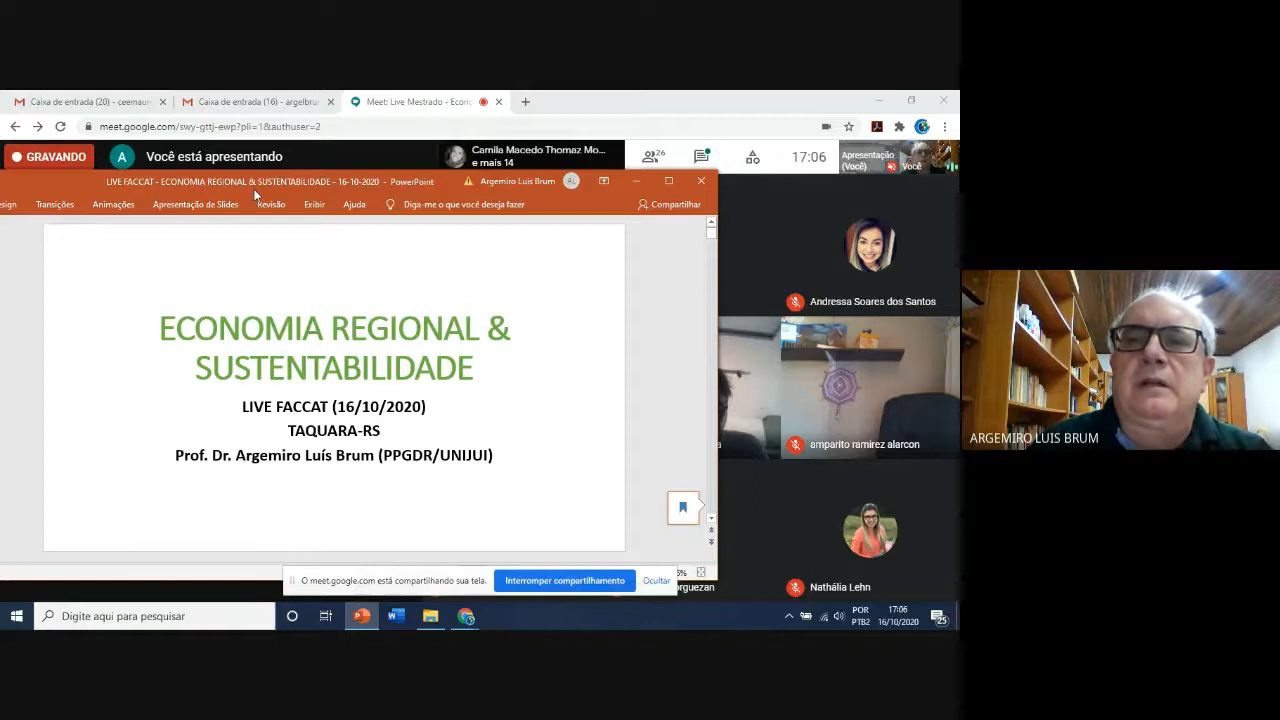 Caixa de entrada (20) - ceemaun
Caixa de entrada (16) - argelbru
Meet: Live Mestrado - Econo
meet.google.com/swy-gttj-ewp?pli=1&authuser=2
GRAVANDO
A
Você está apresentando
Camila Macedo Thomaz Mo...
e mais 14
26
17:06
Apresentação
(Você)
Você
LIVE FACCAT - ECONOMIA REGIONAL & SUSTENTABILIDADE - 16-10-2020 - PowerPoint
Argemiro Luis Brum
AL
sign
Transições
Animações
Apresentação de Slides
Revisão
Exibir
Ajuda
Diga-me o que você deseja fazer
Compartilhar
ECONOMIA REGIONAL &
SUSTENTABILIDADE
LIVE FACCAT (16/10/2020)
TAQUARA-RS
Prof. Dr. Argemiro Luís Brum (PPGDR/UNIJUI)
Andressa Soares dos Santos
amparito ramirez alarcon
ARGEMIRO LUIS BRUM
O meet.google.com está compartilhando sua tela.
Interromper compartilhamento
Ocultar
orguezan
Nathália Lehn
Digite aqui para pesquisar
POR
PTB2
17:06
16/10/2020
25